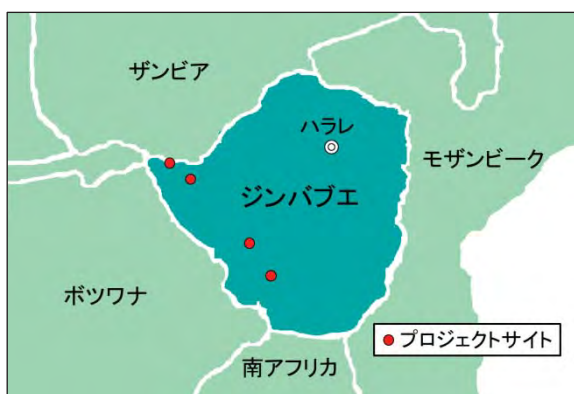 ザンビア
ハラレ
モザンビーク
ジンバブエ
ボツワナ
プロジェクトサイト
南アフリカ